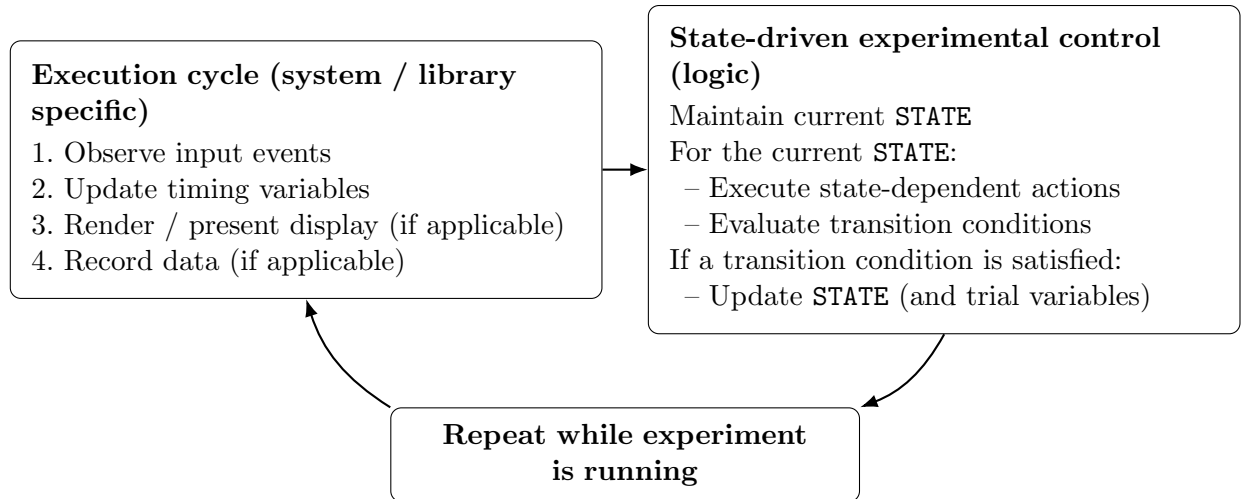 Execution cycle (system / library
specific)
1. Observe input events
2. Update timing variables
3. Render / present display (if applicable)
4. Record data (if applicable)
State-driven experimental control
(logic)
Maintain current STATE
For the current STATE:
– Execute state-dependent actions
– Evaluate transition conditions
If a transition condition is satisfied:
– Update STATE (and trial variables)
Repeat while experiment
is running